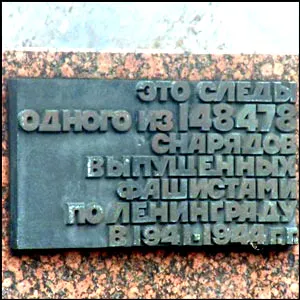 ЭТО СЛЕДЫ
ОДНОГО ИЗ 148478
СНАРЯДОВ
ВЫПУЩЕННЫХ
ФАШИСТАМИ
ПО ЛЕНИНГРАДУ
В 1941-1944 Г.Г.